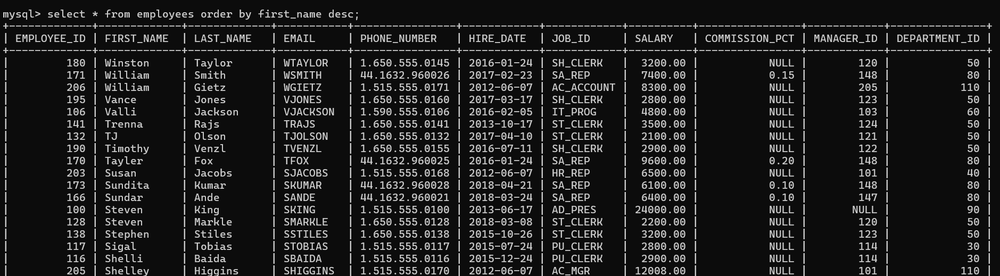 mysql> select * from employees order by first_name desc;
+-------------+-------------+-------------+-----------+----------------+------------+------------+----------+----------------+------------+---------------+
| EMPLOYEE_ID | FIRST_NAME | LAST_NAME | EMAIL | PHONE_NUMBER | HIRE_DATE | JOB_ID | SALARY | COMMISSION_PCT | MANAGER_ID | DEPARTMENT_ID |
+-------------+-------------+-------------+-----------+----------------+------------+------------+----------+----------------+------------+---------------+
| 180 | Winston | Taylor | WTAYLOR | 1.650.555.0145 | 2016-01-24 | SH_CLERK | 3200.00 | NULL | 120 | 50 |
| 171 | William | Smith | WSMITH | 44.1632.960026 | 2017-02-23 | SA_REP | 7400.00 | 0.15 | 148 | 80 |
| 206 | William | Gietz | WGIETZ | 1.515.555.0171 | 2012-06-07 | AC_ACCOUNT | 8300.00 | NULL | 205 | 110 |
| 195 | Vance | Jones | VJONES | 1.650.555.0160 | 2017-03-17 | SH_CLERK | 2800.00 | NULL | 123 | 50 |
| 106 | Valli | Jackson | VJACKSON | 1.590.555.0106 | 2016-02-05 | IT_PROG | 4800.00 | NULL | 103 | 60 |
| 141 | Trenna | Rajs | TRAJS | 1.650.555.0141 | 2013-10-17 | ST_CLERK | 3500.00 | NULL | 124 | 50 |
| 132 | TJ | Olson | TJOLSON | 1.650.555.0132 | 2017-04-10 | ST_CLERK | 2100.00 | NULL | 121 | 50 |
| 190 | Timothy | Venzl | TVENZL | 1.650.555.0155 | 2016-07-11 | SH_CLERK | 2900.00 | NULL | 122 | 50 |
| 170 | Tayler | Fox | TFOX | 44.1632.960025 | 2016-01-24 | SA_REP | 9600.00 | 0.20 | 148 | 80 |
| 203 | Susan | Jacobs | SJACOBS | 1.515.555.0168 | 2012-06-07 | HR_REP | 6500.00 | NULL | 101 | 40 |
| 173 | Sundita | Kumar | SKUMAR | 44.1632.960028 | 2018-04-21 | SA_REP | 6100.00 | 0.10 | 148 | 80 |
| 166 | Sundar | Ande | SANDE | 44.1632.960021 | 2018-03-24 | SA_REP | 6400.00 | 0.10 | 147 | 80 |
| 100 | Steven | King | SKING | 1.515.555.0100 | 2013-06-17 | AD_PRES | 24000.00 | NULL | NULL | 90 |
| 128 | Steven | Markle | SMARKLE | 1.650.555.0128 | 2018-03-08 | ST_CLERK | 2200.00 | NULL | 120 | 50 |
| 138 | Stephen | Stiles | SSTILES | 1.650.555.0138 | 2015-10-26 | ST_CLERK | 3200.00 | NULL | 123 | 50 |
| 117 | Sigal | Tobias | STOBIAS | 1.515.555.0117 | 2015-07-24 | PU_CLERK | 2800.00 | NULL | 114 | 30 |
| 116 | Shelli | Baida | SBAIDA | 1.515.555.0116 | 2015-12-24 | PU_CLERK | 2900.00 | NULL | 114 | 30 |
| 205 | Shelley | Higgins | SHIGGINS | 1.515.555.0170 | 2012-06-07 | AC_MGR | 12008.00 | NULL | 101 | 110 |